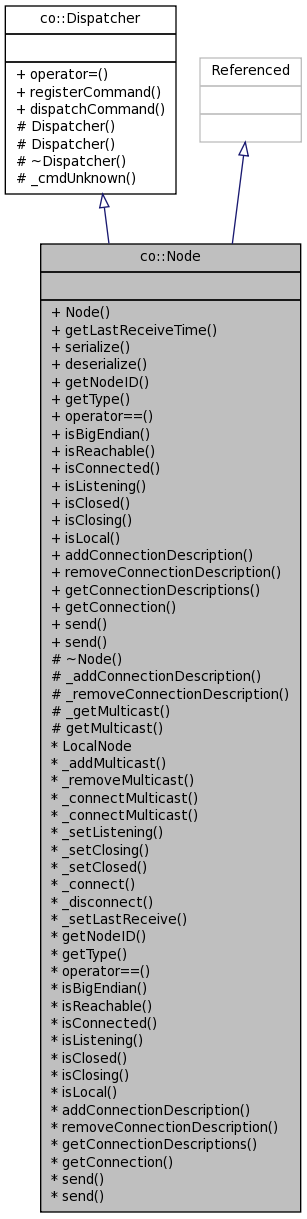 co::Dispatcher
+ operator=()
+ registerCommand()
+ dispatchCommand()
# Dispatcher()
# Dispatcher()
# ~Dispatcher()
# _cmdUnknown()
Referenced
co::Node
+ Node()
+ getLastReceiveTime()
+ serialize()
+ deserialize()
+ getNodeID()
+ getType()
+ operator==()
+ isBigEndian()
+ isReachable()
+ isConnected()
+ isListening()
+ isClosed()
+ isClosing()
+ isLocal()
+ addConnectionDescription()
+ removeConnectionDescription()
+ getConnectionDescriptions()
+ getConnection()
+ send()
+ send()
# ~Node()
# _addConnectionDescription()
# _removeConnectionDescription()
# _getMulticast()
# getMulticast()
* LocalNode
* _addMulticast()
* _removeMulticast()
* _connectMulticast()
* _connectMulticast()
* _setListening()
* _setClosing()
* _setClosed()
* _connect()
* _disconnect()
* _setLastReceive()
* getNodeID()
* getType()
* operator==()
* isBigEndian()
* isReachable()
* isConnected()
* isListening()
* isClosed()
* isClosing()
* isLocal()
* addConnectionDescription()
* removeConnectionDescription()
* getConnectionDescriptions()
* getConnection()
* send()
* send()